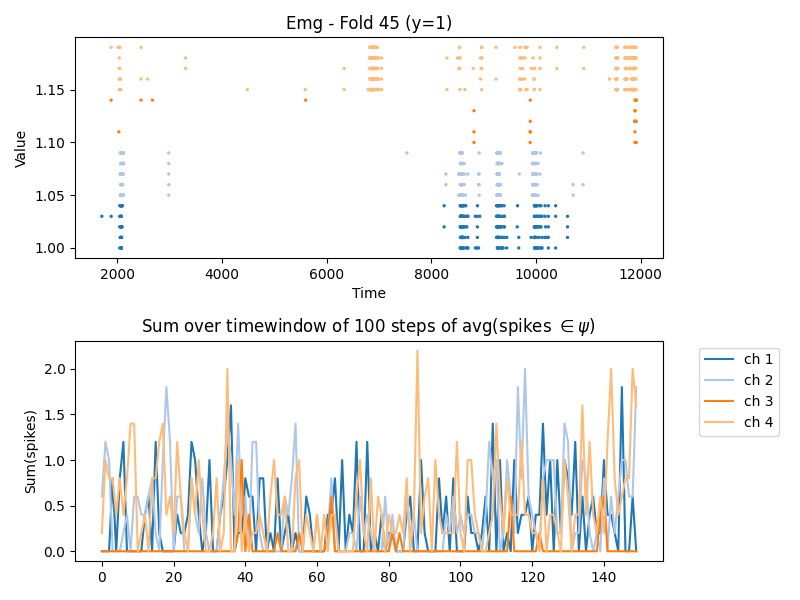 Emg - Fold 45 (y=1)
Value
1.15
1.10
1.05
1.00
2000 4000 6000 8000 10000 12000
Time
Sum over timewindow of 100 steps of avg(spikes ∈ ψ)
Sum(spikes)
2.0
1.5
1.0
0.5
0.0
0 20 40 60 80 100 120 140
ch 1
ch 2
ch 3
ch 4